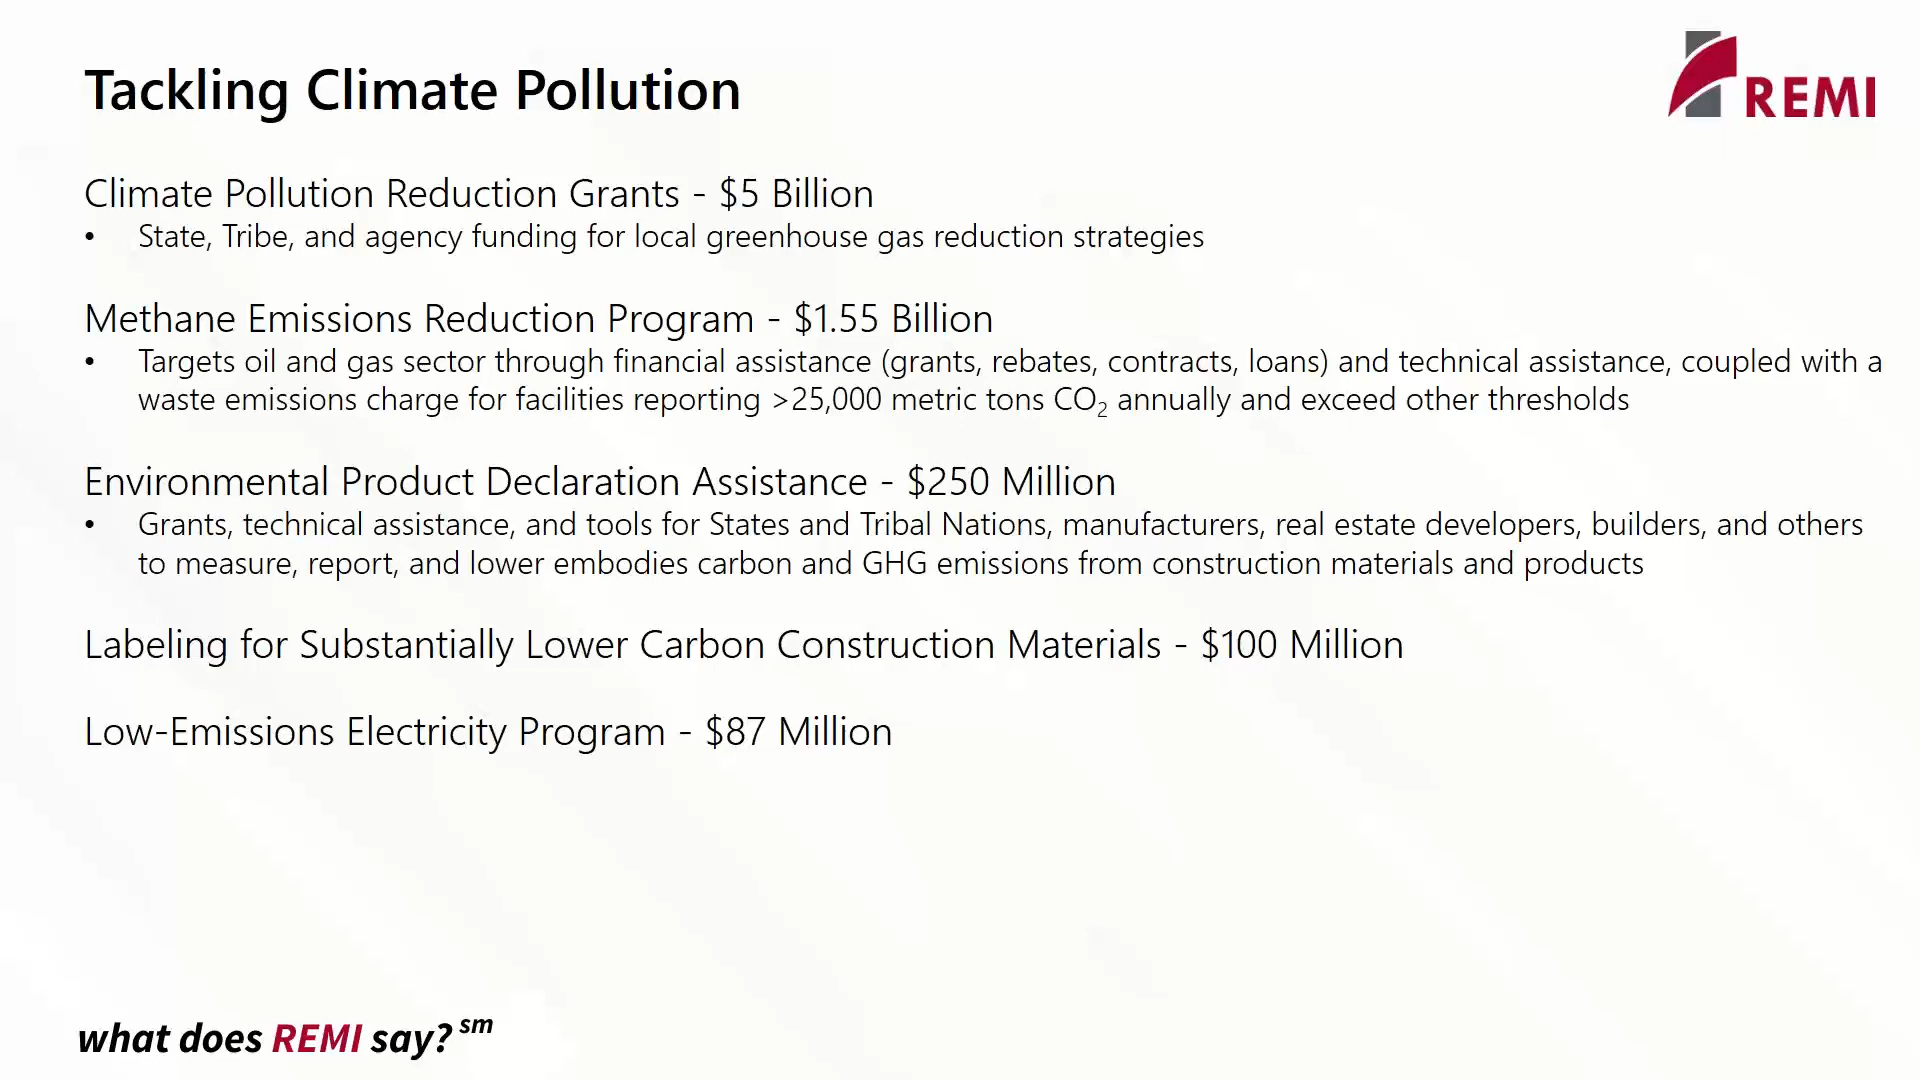 Tackling Climate Pollution
REMI
Climate Pollution Reduction Grants - $5 Billion
• State, Tribe, and agency funding for local greenhouse gas reduction strategies
Methane Emissions Reduction Program - $1.55 Billion
• Targets oil and gas sector through financial assistance (grants, rebates, contracts, loans) and technical assistance, coupled with a
waste emissions charge for facilities reporting >25,000 metric tons CO₂ annually and exceed other thresholds
Environmental Product Declaration Assistance - $250 Million
• Grants, technical assistance, and tools for States and Tribal Nations, manufacturers, real estate developers, builders, and others
to measure, report, and lower embodies carbon and GHG emissions from construction materials and products
Labeling for Substantially Lower Carbon Construction Materials - $100 Million
Low-Emissions Electricity Program - $87 Million
what does REMI say? sm